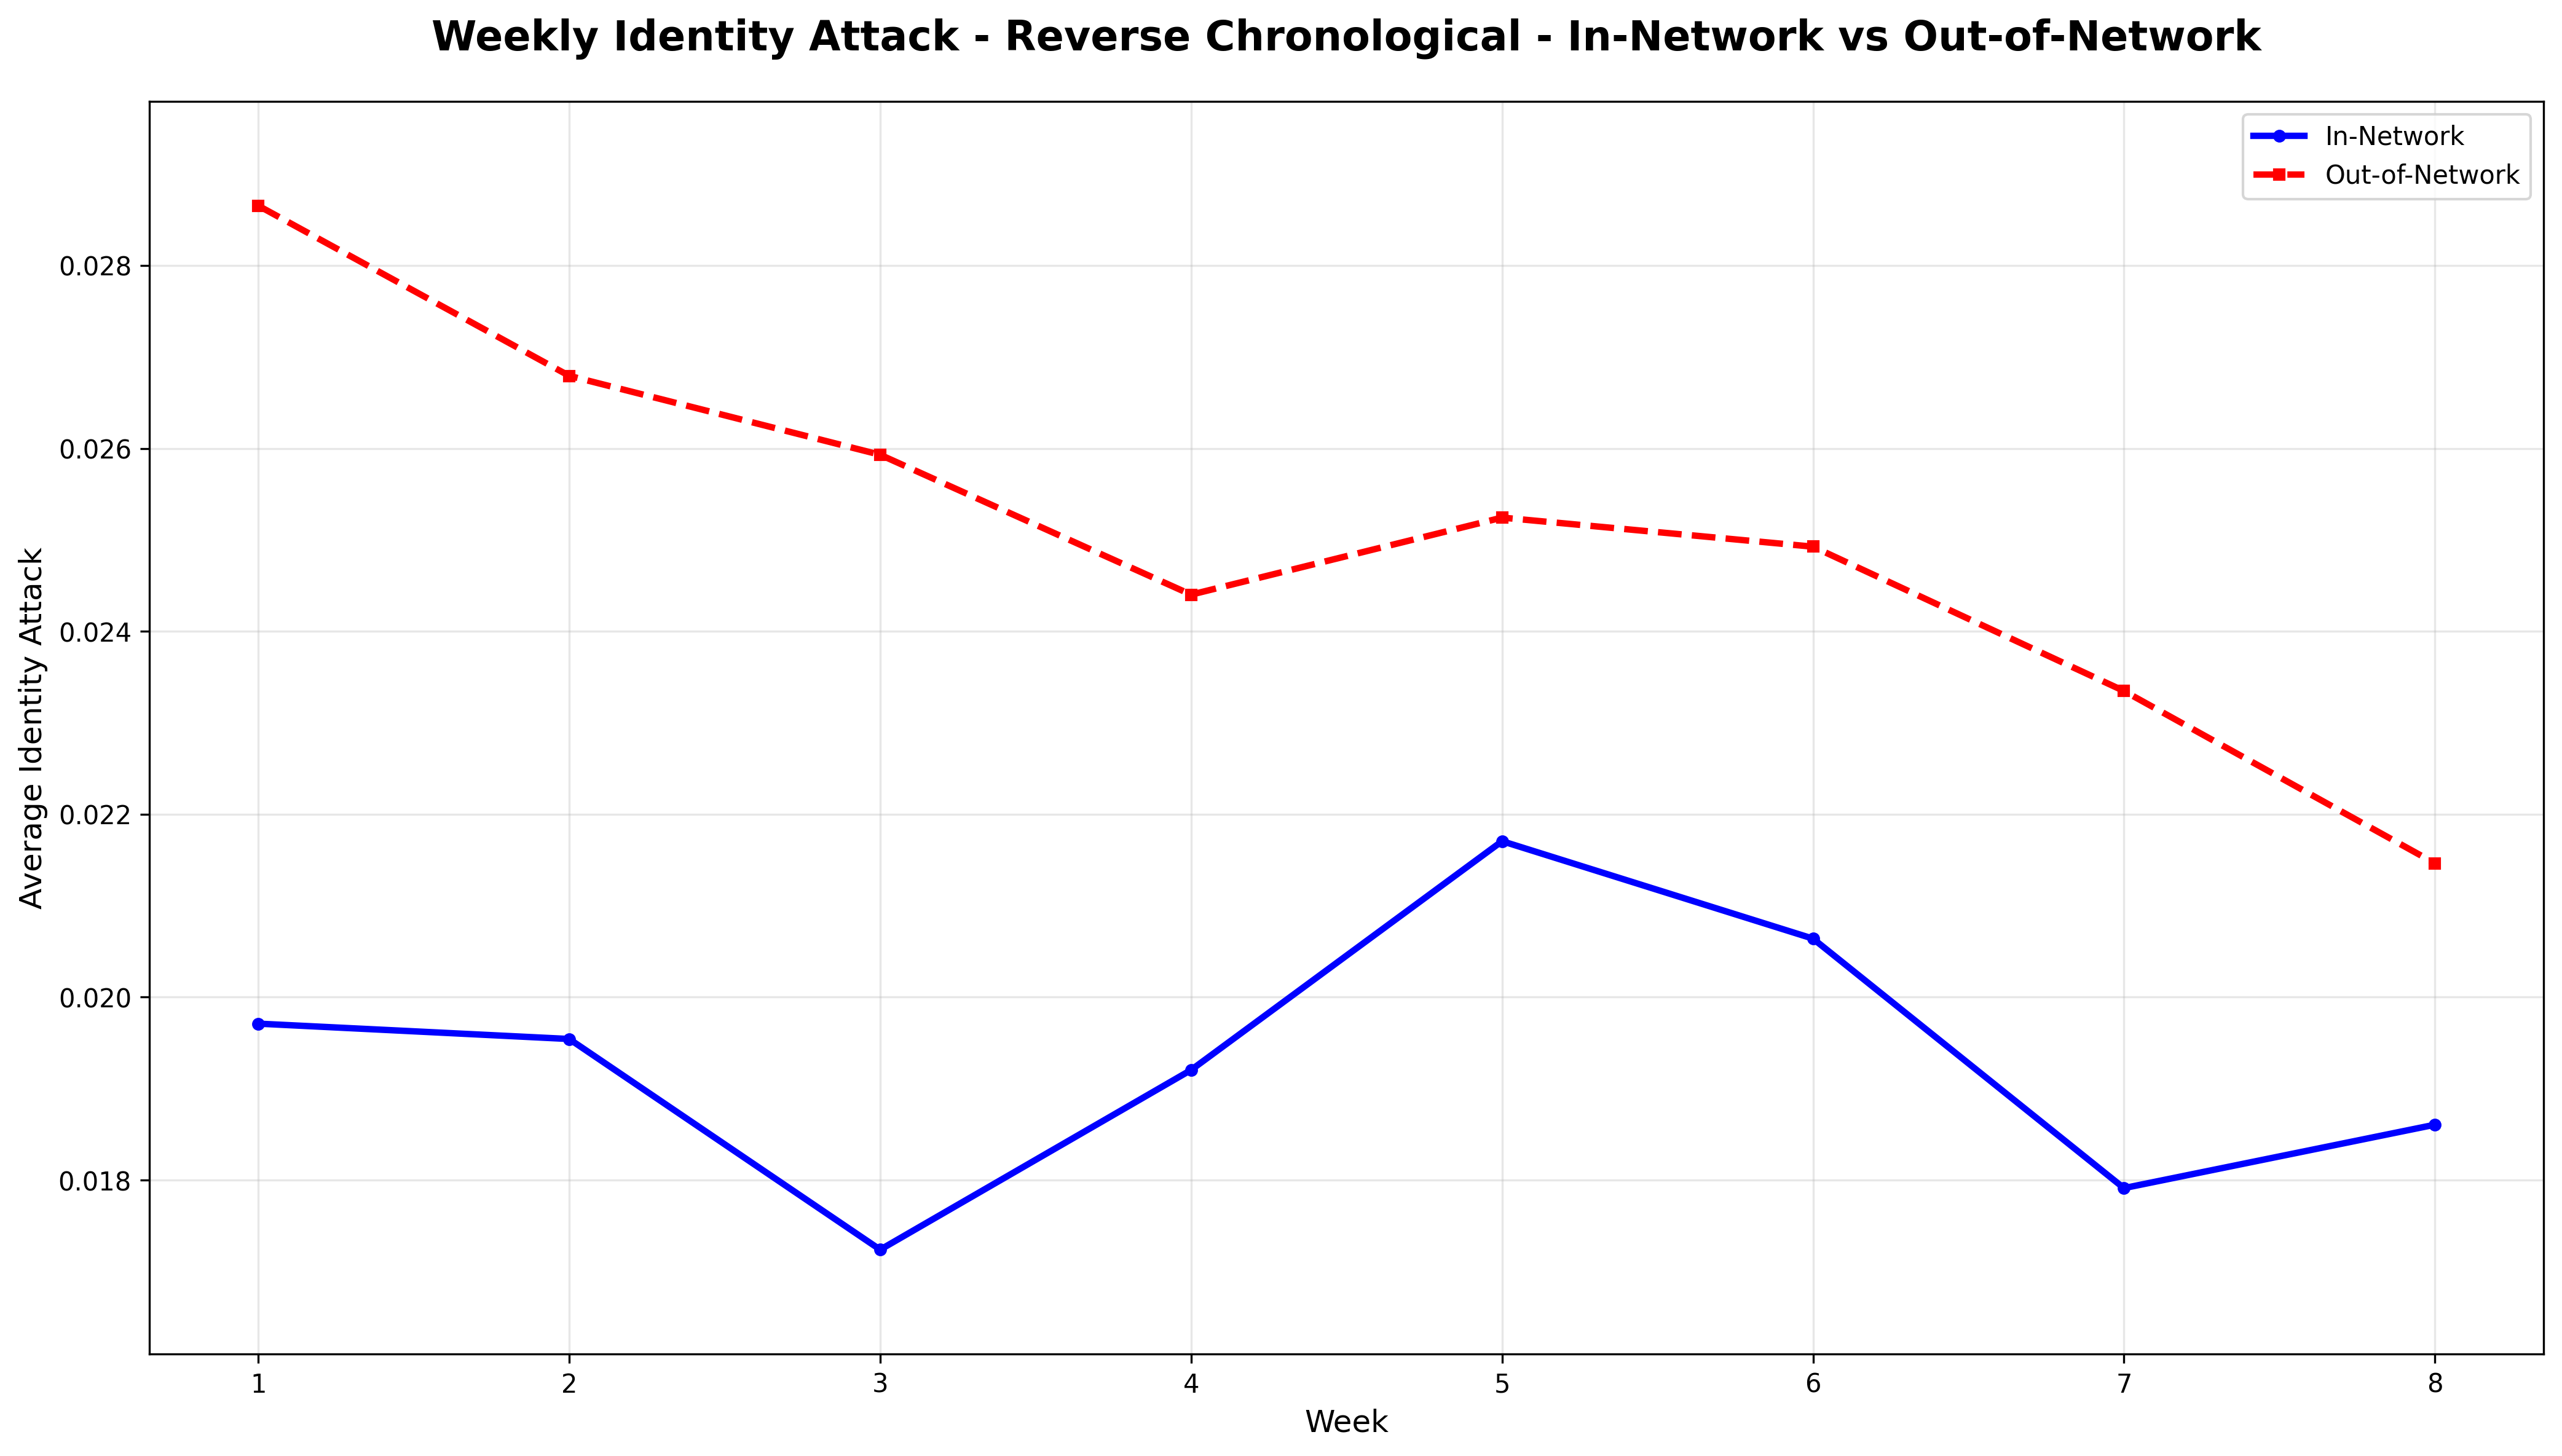 Weekly Identity Attack - Reverse Chronological - In-Network vs Out-of-Network
In-Network
Out-of-Network
Average Identity Attack
0.028
0.026
0.024
0.022
0.020
0.018
1 2 3 4 5 6 7 8
Week